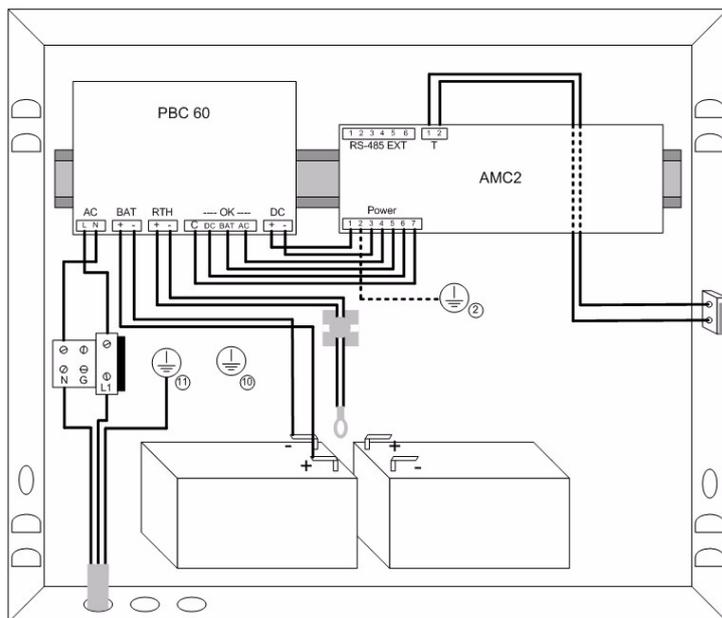 PBC 60
1 2 3 4 5 6
1 2
RS-485 EXT
T
AMC2
AC
BAT
RTH
---- OK ----
DC
Power
L N
+ -
+ -
C DC BAT AC
+ -
1 2 3 4 5 6 7
2
N G L1
11
10
-
+
+
-